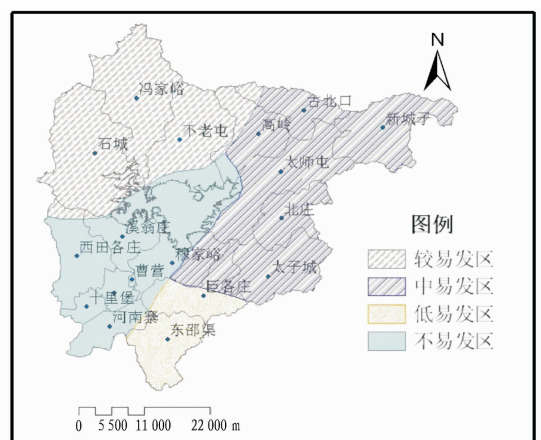 N
冯家峪
古北口
新城子
高岭
不老屯
石城
太师屯
北庄
溪翁庄
西田各庄
穆家峪
曹营
太子城
巨各庄
十里堡
河南寨
东邵渠
图例
较易发区
中易发区
低易发区
不易发区
0 5 500 11 000 22 000 m